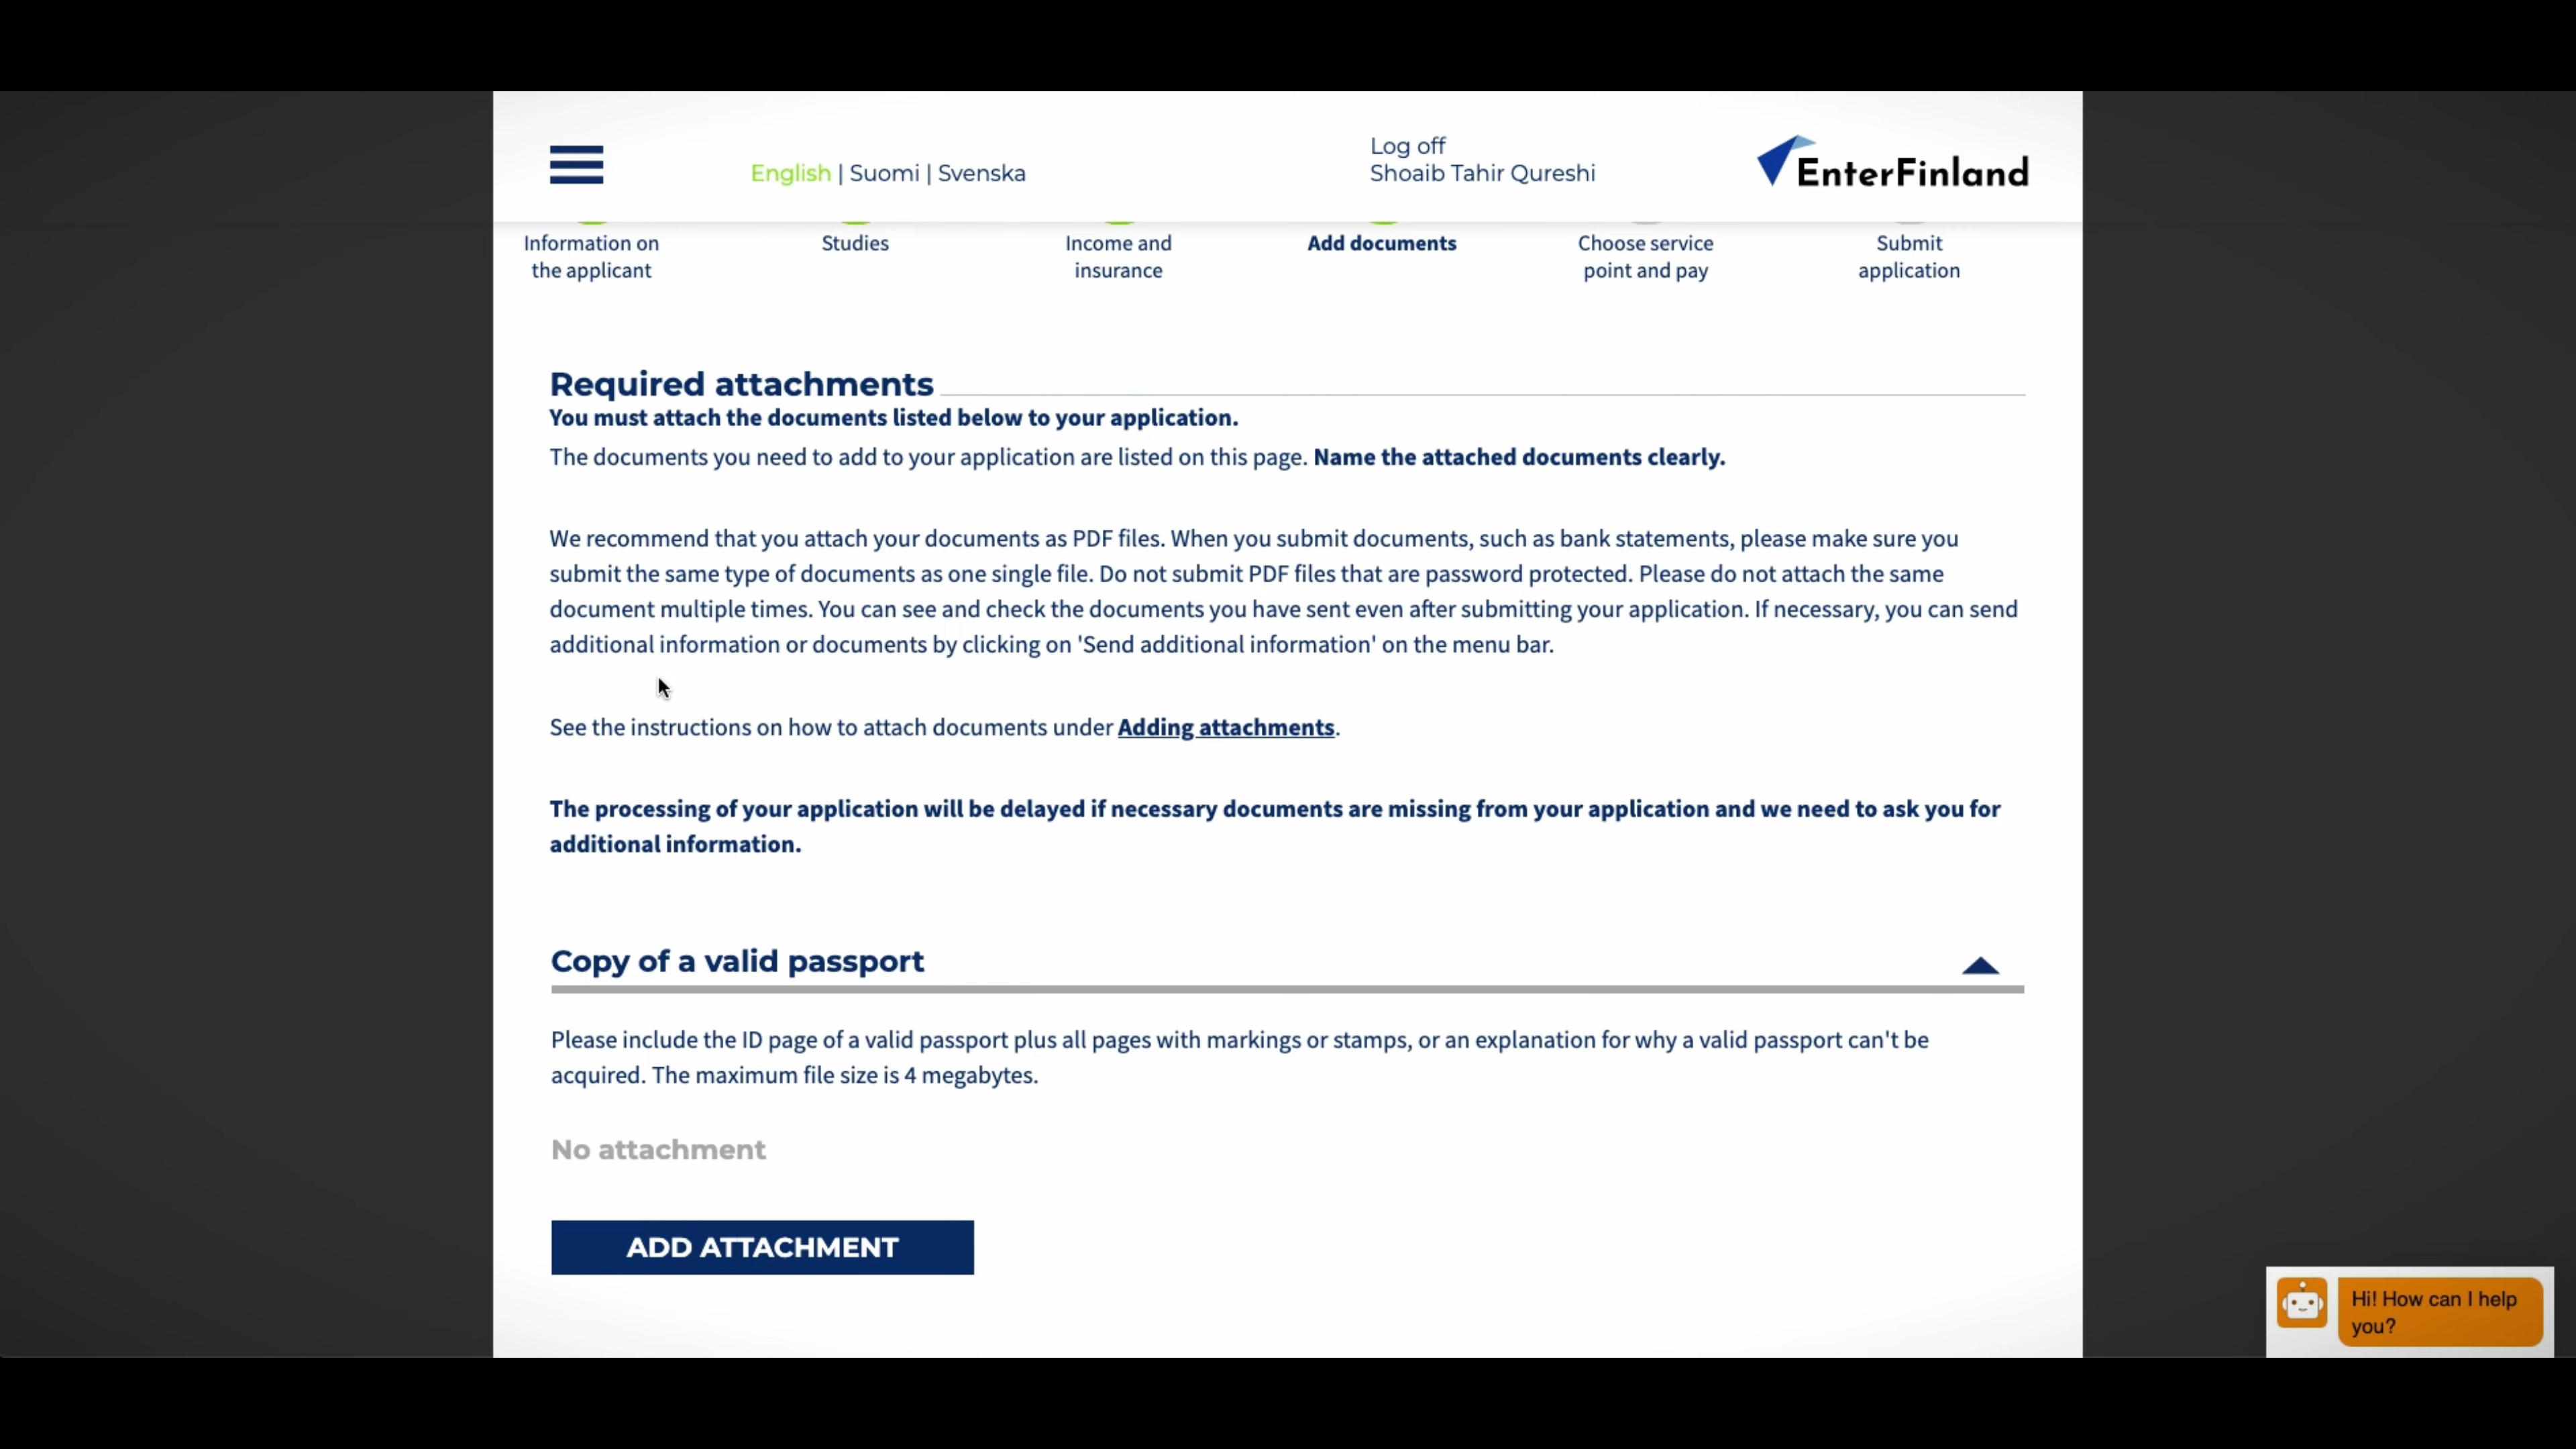 English | Suomi | Svenska
Log off
Shoaib Tahir Qureshi
EnterFinland
Information on
the applicant
Studies
Income and
insurance
Add documents
Choose service
point and pay
Submit
application
Required attachments
You must attach the documents listed below to your application.
The documents you need to add to your application are listed on this page. Name the attached documents clearly.
We recommend that you attach your documents as PDF files. When you submit documents, such as bank statements, please make sure you
submit the same type of documents as one single file. Do not submit PDF files that are password protected. Please do not attach the same
document multiple times. You can see and check the documents you have sent even after submitting your application. If necessary, you can send
additional information or documents by clicking on 'Send additional information' on the menu bar.
See the instructions on how to attach documents under Adding attachments.
The processing of your application will be delayed if necessary documents are missing from your application and we need to ask you for
additional information.
Copy of a valid passport
Please include the ID page of a valid passport plus all pages with markings or stamps, or an explanation for why a valid passport can't be
acquired. The maximum file size is 4 megabytes.
No attachment
ADD ATTACHMENT
Hi! How can I help
you?